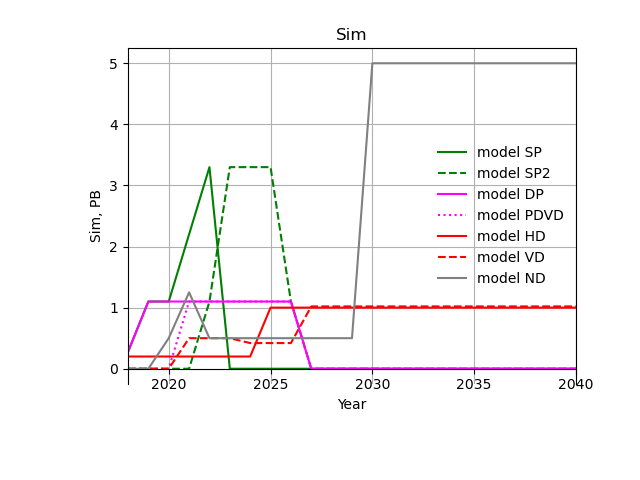 Sim
5
4
3
2
1
0
Sim, PB
model SP
model SP2
model DP
model PDVD
model HD
model VD
model ND
2020 2025 2030 2035 2040
Year